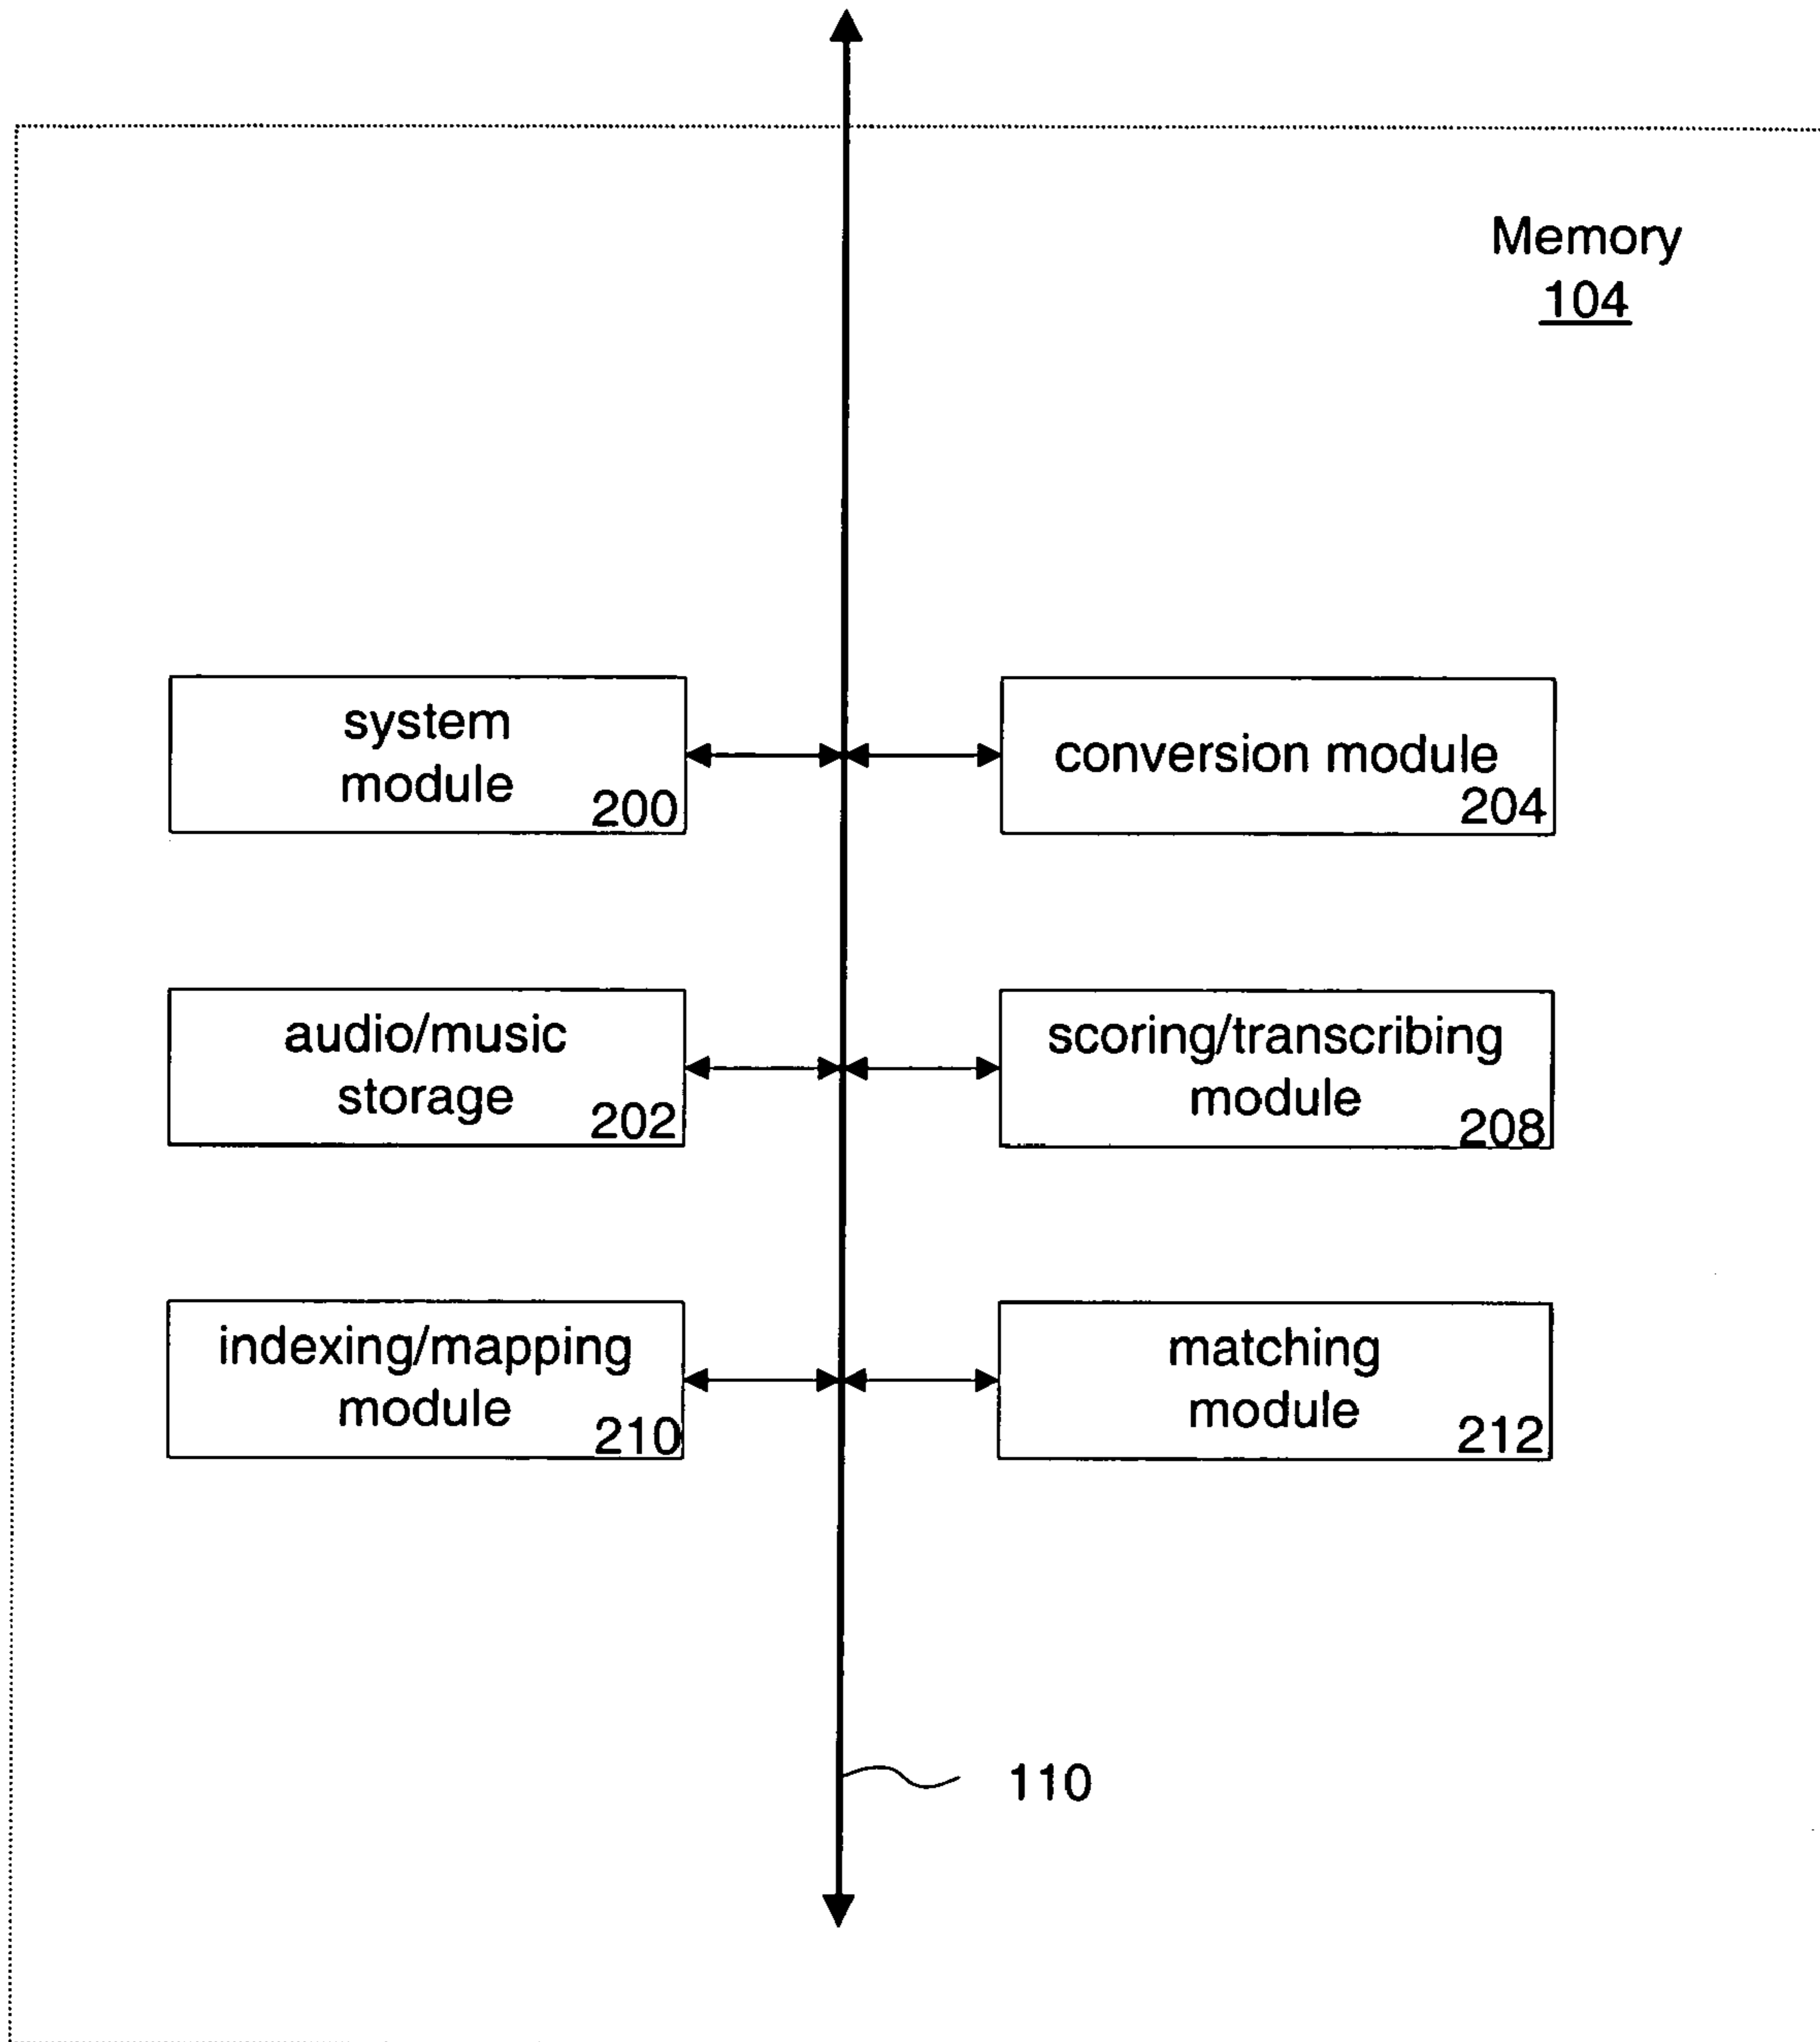 Memory
104
system
module
200
conversion module
204
audio/music
storage
202
scoring/transcribing
module
208
indexing/mapping
module
210
matching
module
212
110